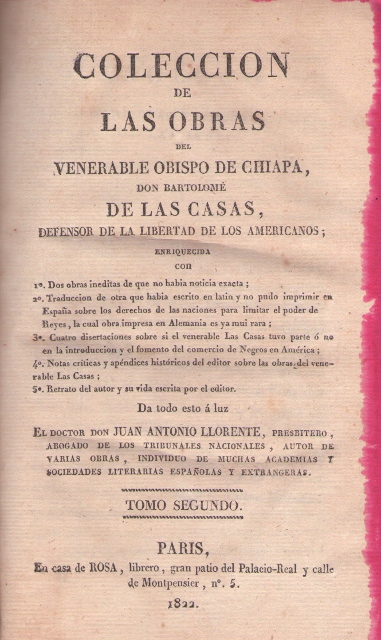 COLECCION
DE
LAS OBRAS
DEL
VENERABLE OBISPO DE CHIAPA,
DON BARTOLOMÉ
DE LAS CASAS,
DEFENSOR DE LA LIBERTAD DE LOS AMERICANOS;
ENRIQUECIDA
CON
1º. Dos obras ineditas de que no habia noticia exacta;
2º. Traduccion de otra que habia escrito en latin y no pudo imprimir en
España sobre los derechos de las naciones para limitar el poder de
Reyes, la cual obra impresa en Alemania es ya mui rara;
3º. Cuatro disertaciones sobre si el venerable Las Casas tuvo parte ó no
en la introduccion y el fomento del comercio de Negros en América;
4º. Notas criticas y apéndices históricos del editor sobre las obras del vene-
rable Las Casas;
5º. Retrato del autor y su vida escrita por el editor.
Da todo esto á luz
EL DOCTOR DON JUAN ANTONIO LLORENTE, PRESBITERO,
ABOGADO DE LOS TRIBUNALES NACIONALES, AUTOR DE
VARIAS OBRAS, INDIVIDUO DE MUCHAS ACADEMIAS Y
SOCIEDADES LITERARIAS ESPAÑOLAS Y EXTRANGERAS.
TOMO SEGUNDO.
PARIS,
En casa de ROSA, librero, gran patio del Palacio-Real y calle
de Montpensier, nº. 5.
1822.